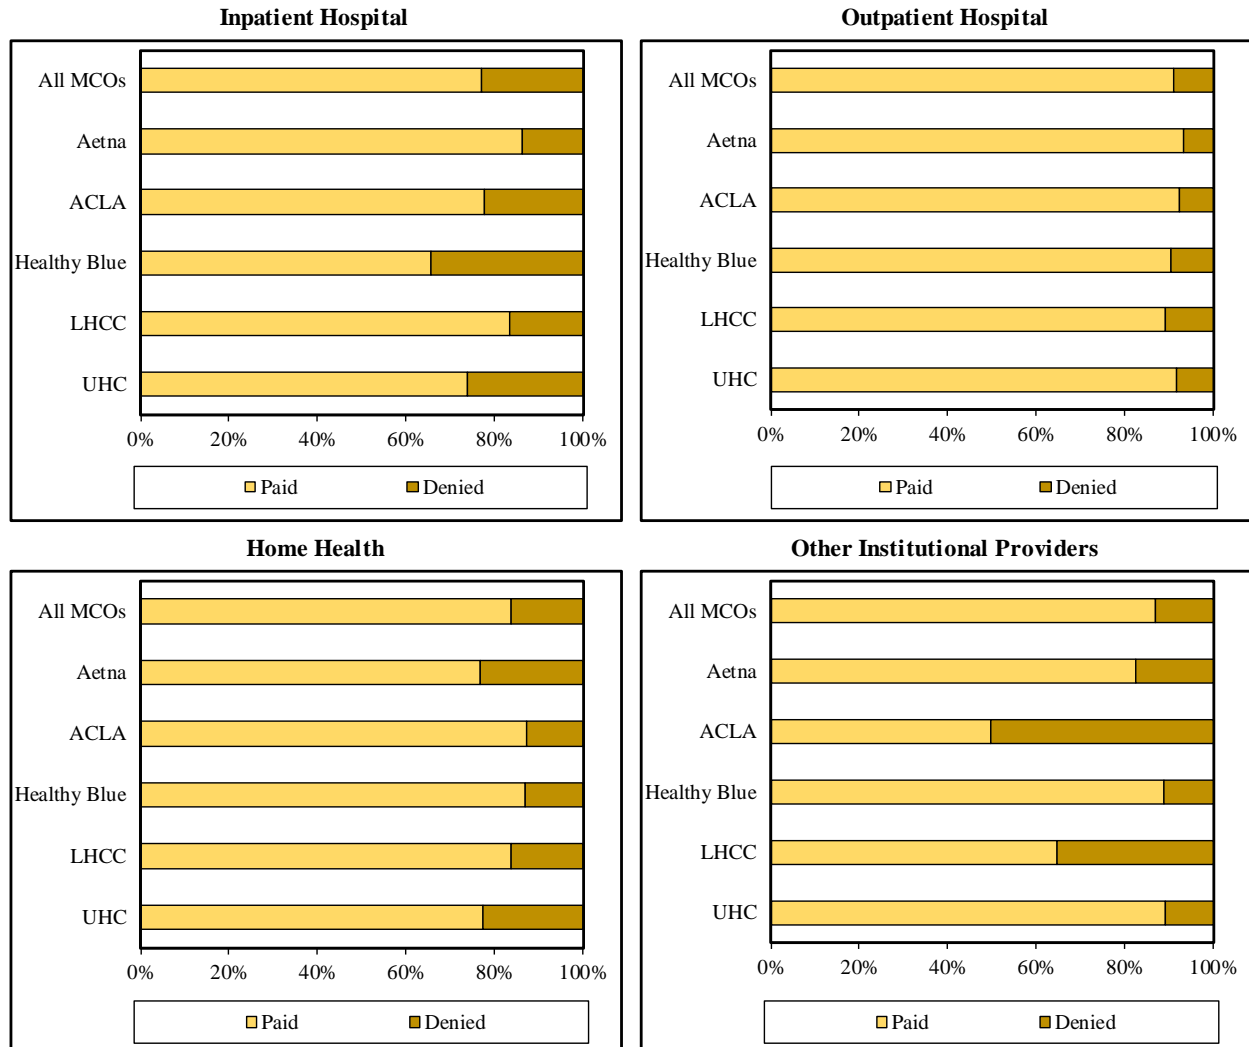 Inpatient Hospital
All MCOs
Aetna
ACLA
Healthy Blue
LHCC
UHC
0% 20% 40% 60% 80% 100%
Paid Denied
Outpatient Hospital
All MCOs
Aetna
ACLA
Healthy Blue
LHCC
UHC
0% 20% 40% 60% 80% 100%
Paid Denied
Home Health
All MCOs
Aetna
ACLA
Healthy Blue
LHCC
UHC
0% 20% 40% 60% 80% 100%
Paid Denied
Other Institutional Providers
All MCOs
Aetna
ACLA
Healthy Blue
LHCC
UHC
0% 20% 40% 60% 80% 100%
Paid Denied